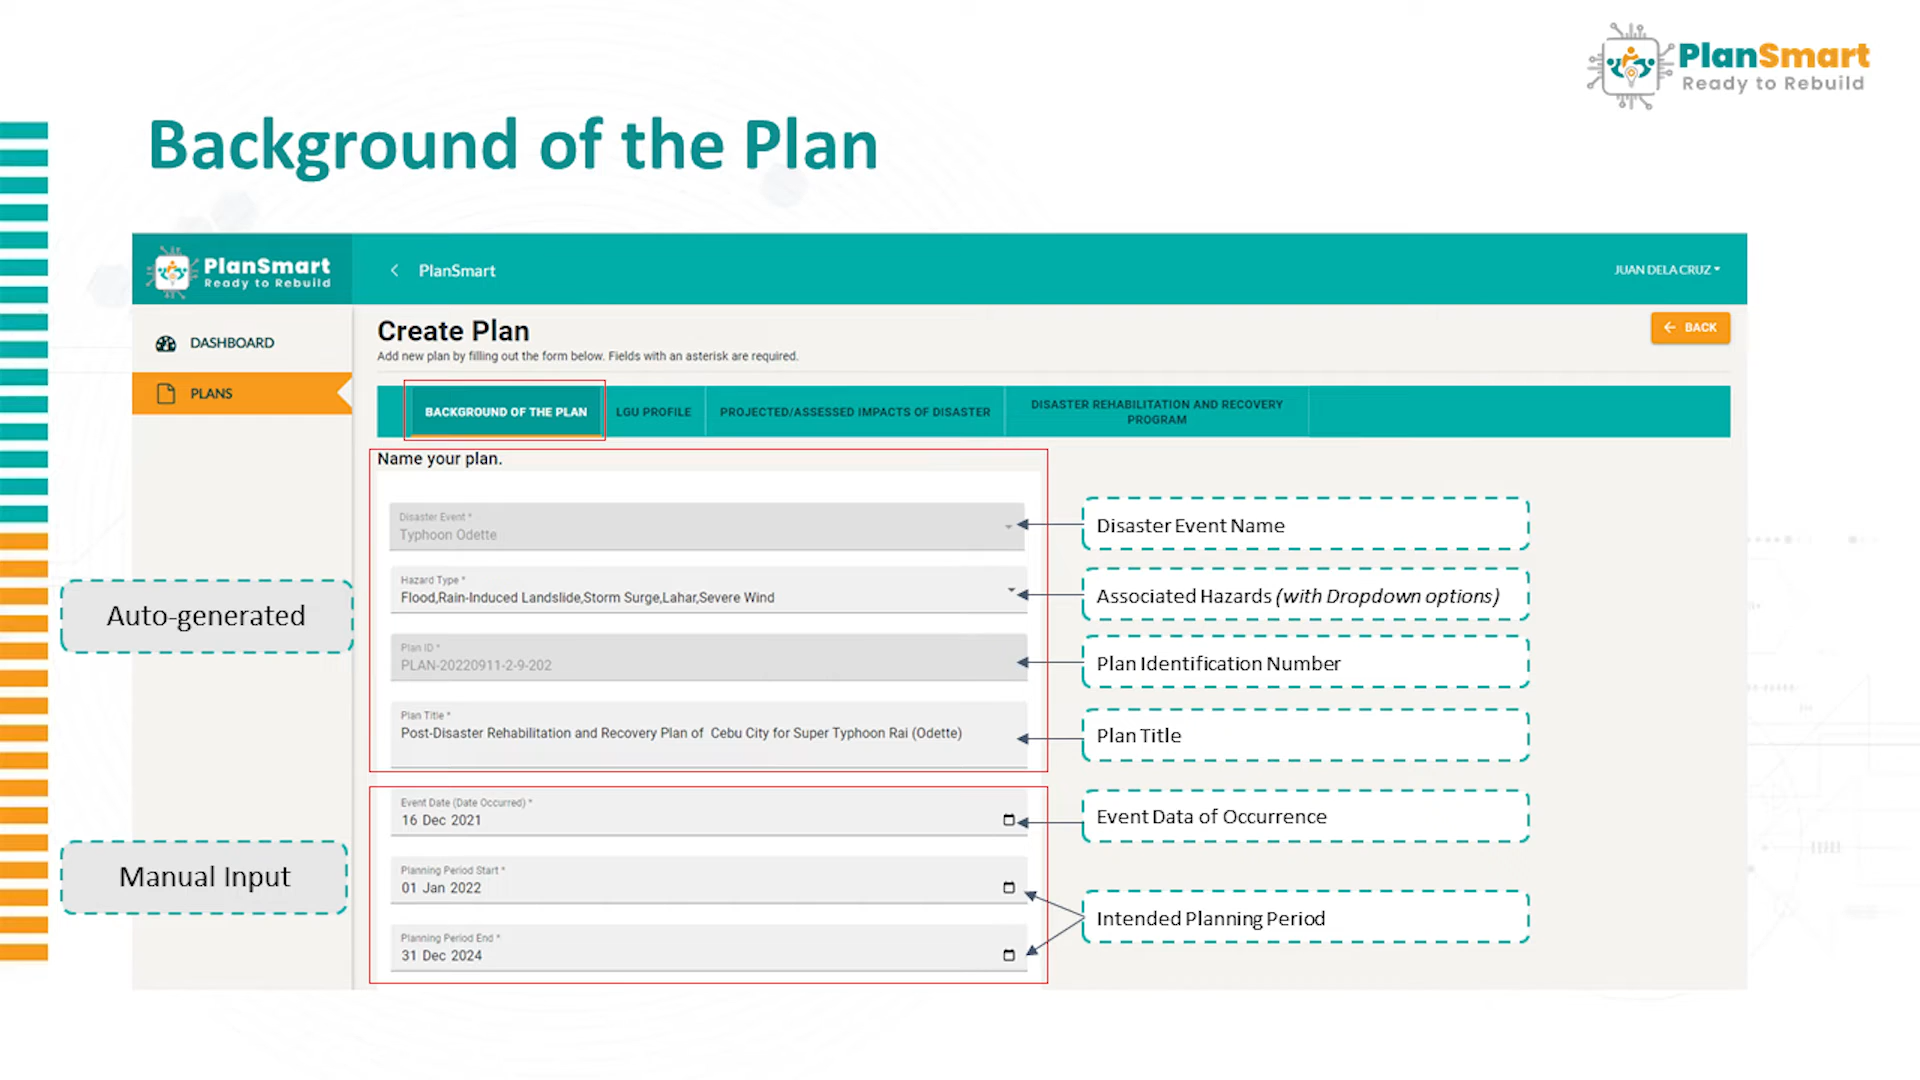 PlanSmart
Ready to Rebuild
Background of the Plan
PlanSmart
Ready to Rebuild
PlanSmart
JUAN DELA CRUZ
DASHBOARD
PLANS
Create Plan
BACK
Add new plan by filling out the form below. Fields with an asterisk are required.
BACKGROUND OF THE PLAN
LGU PROFILE
PROJECTED/ASSESSED IMPACTS OF DISASTER
DISASTER REHABILITATION AND RECOVERY
PROGRAM
Name your plan.
Disaster Event *
Typhoon Odette
Disaster Event Name
Hazard Type *
Flood,Rain-Induced Landslide,Storm Surge,Lahar,Severe Wind
Associated Hazards (with Dropdown options)
Auto-generated
Plan ID *
PLAN-20220911-2-9-202
Plan Identification Number
Plan Title *
Post-Disaster Rehabilitation and Recovery Plan of Cebu City for Super Typhoon Rai (Odette)
Plan Title
Event Date (Date Occurred) *
16 Dec 2021
Event Data of Occurrence
Manual Input
Planning Period Start *
01 Jan 2022
Intended Planning Period
Planning Period End *
31 Dec 2024